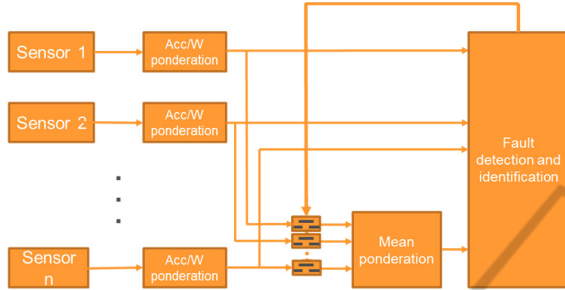 Sensor 1
Acc/W
ponderation
Sensor 2
Acc/W
ponderation
Fault
detection and
identification
Sensor
n
Acc/W
ponderation
Mean
ponderation